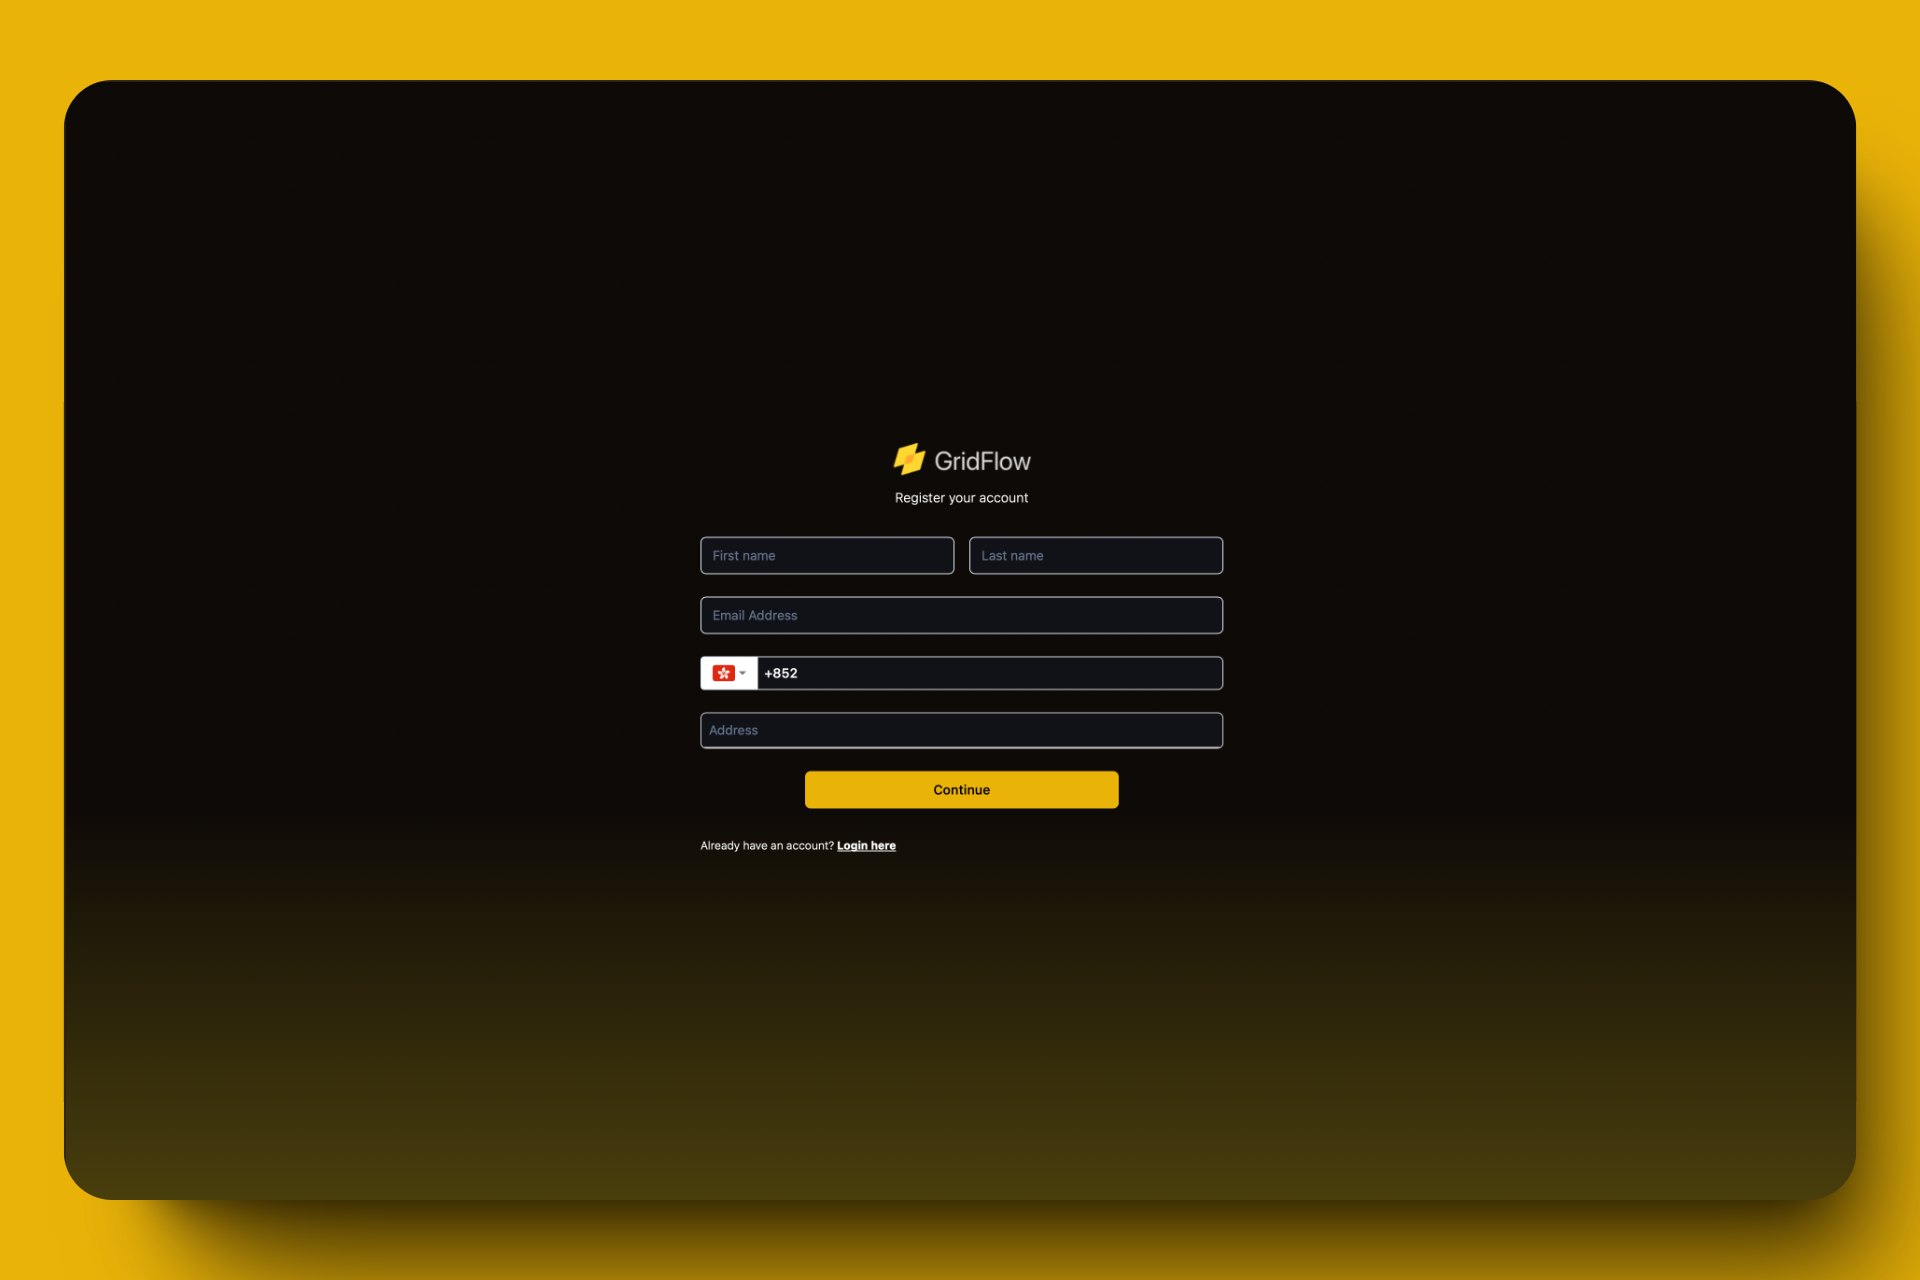 GridFlow
Register your account
First name
Last name
Email Address
+852
Address
Continue
Already have an account? Login here